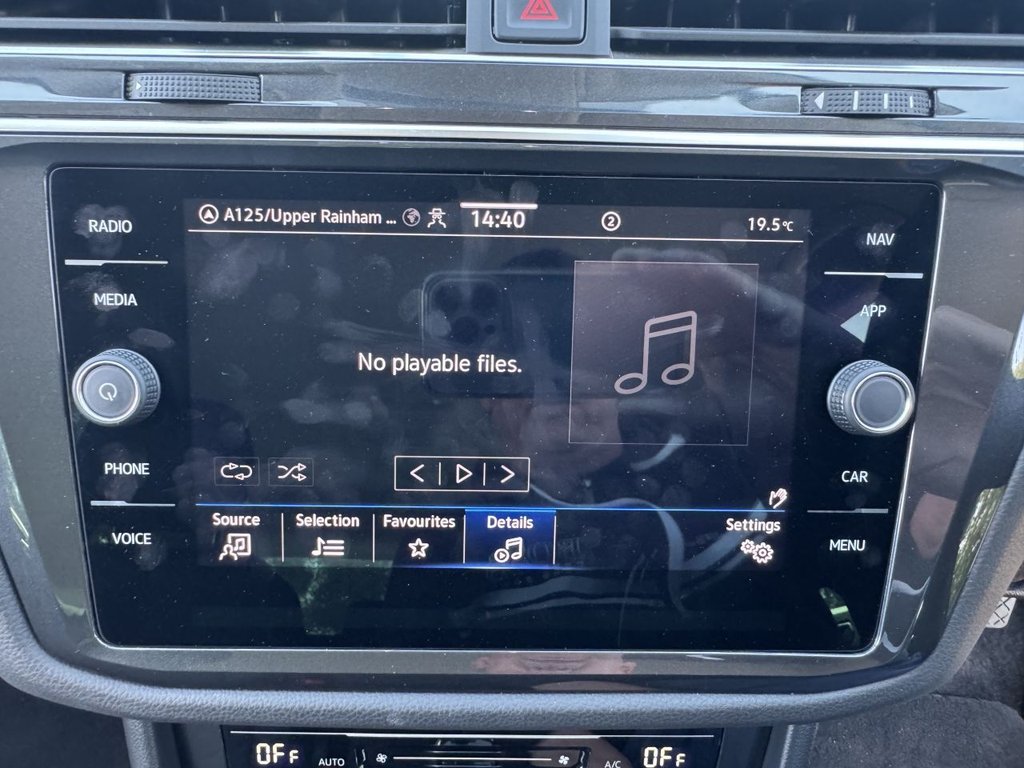 A125/Upper Rainham ... 14:40 2 19.5°C
RADIO
NAV
MEDIA
APP
No playable files.
PHONE
CAR
Source Selection Favourites Details Settings
VOICE
MENU
OFF AUTO A/C OFF